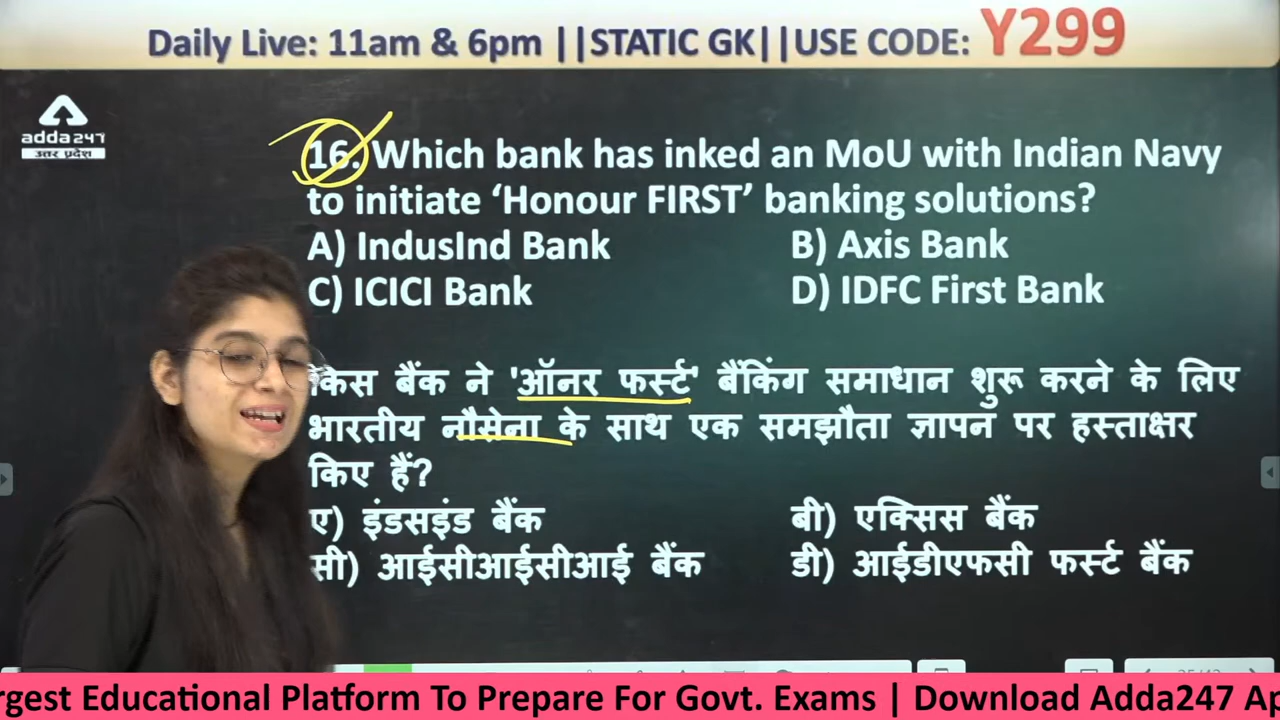 Daily Live: 11am & 6pm ||STATIC GK||USE CODE: Y299
adda247
उत्तर प्रदेश
16. Which bank has inked an MoU with Indian Navy
to initiate ‘Honour FIRST’ banking solutions?
A) IndusInd Bank B) Axis Bank
C) ICICI Bank D) IDFC First Bank
किस बैंक ने 'ऑनर फर्स्ट' बैंकिंग समाधान शुरू करने के लिए
भारतीय नौसेना के साथ एक समझौता ज्ञापन पर हस्ताक्षर
किए हैं?
ए) इंडसइंड बैंक बी) एक्सिस बैंक
सी) आईसीआईसीआई बैंक डी) आईडीएफसी फर्स्ट बैंक
rgest Educational Platform To Prepare For Govt. Exams | Download Adda247 Ap